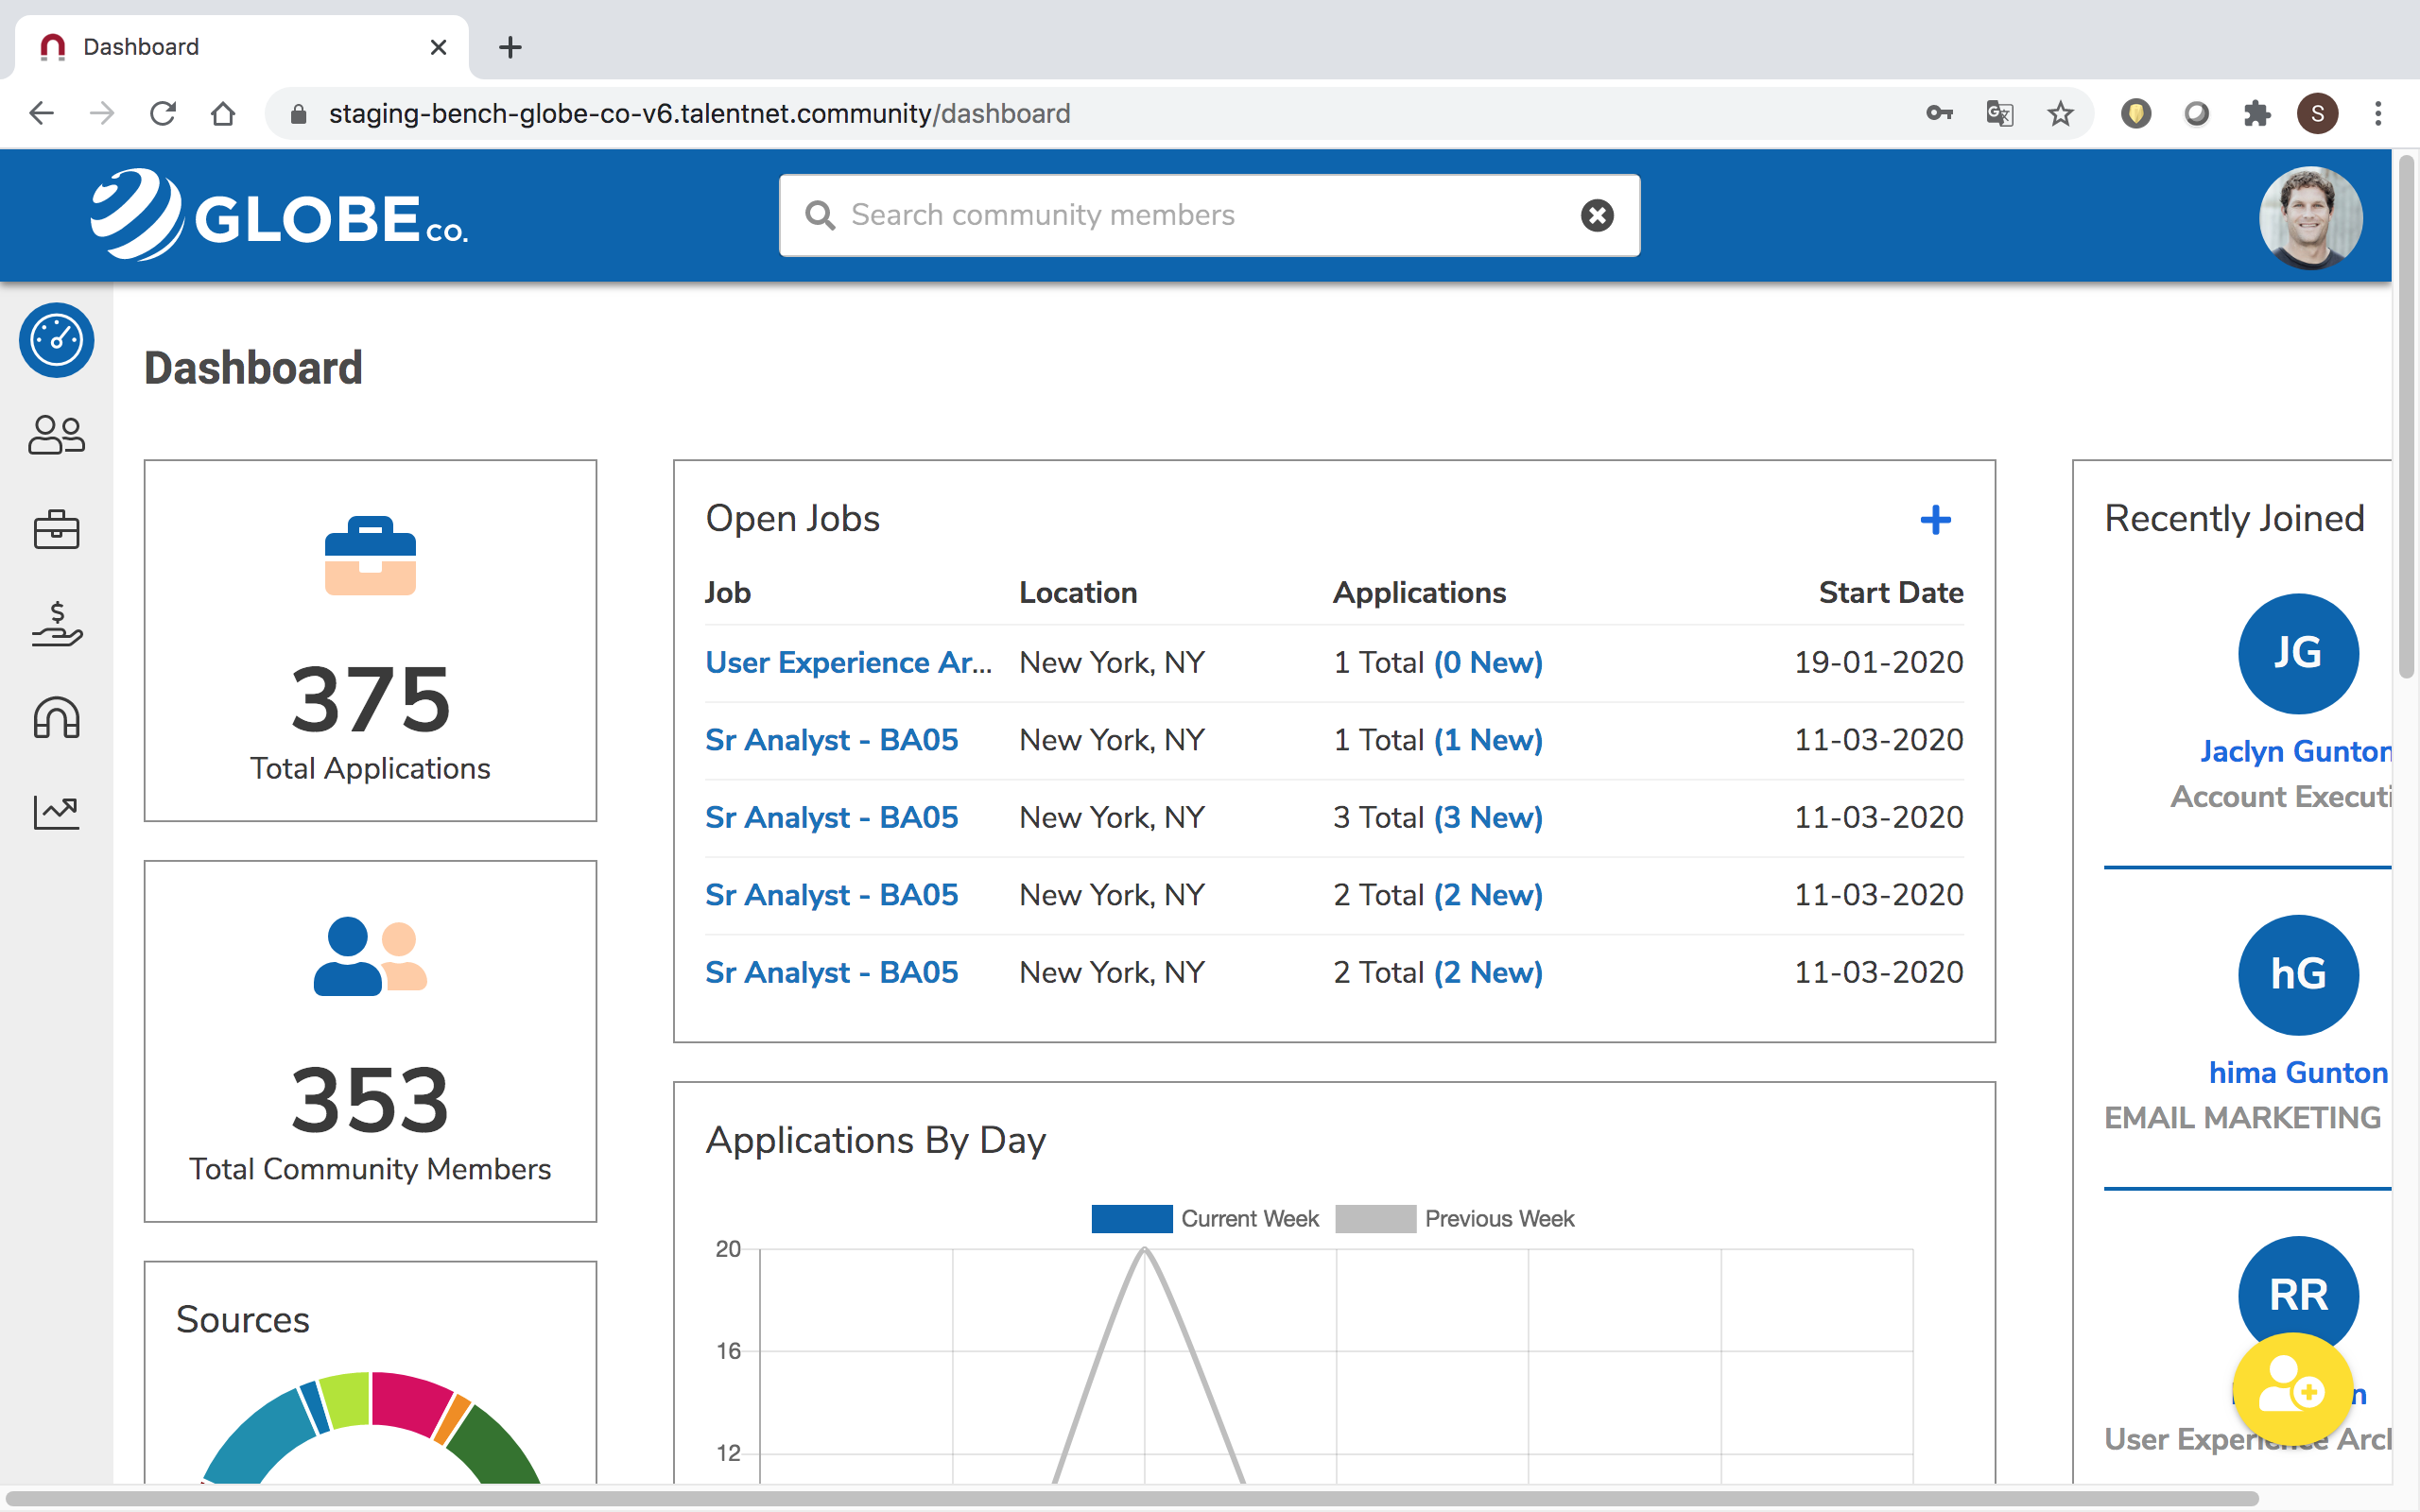 Dashboard
staging-bench-globe-co-v6.talentnet.community/dashboard
S
GLOBE CO.
Search community members
Dashboard
375
Total Applications
353
Total Community Members
Sources
Open Jobs
Job Location Applications Start Date
User Experience Ar... New York, NY 1 Total (0 New) 19-01-2020
Sr Analyst - BA05 New York, NY 1 Total (1 New) 11-03-2020
Sr Analyst - BA05 New York, NY 3 Total (3 New) 11-03-2020
Sr Analyst - BA05 New York, NY 2 Total (2 New) 11-03-2020
Sr Analyst - BA05 New York, NY 2 Total (2 New) 11-03-2020
Applications By Day
Current Week Previous Week
20
16
12
Recently Joined
JG
Jaclyn Gunton
Account Executi
hG
hima Gunton
EMAIL MARKETING
RR
User Experience